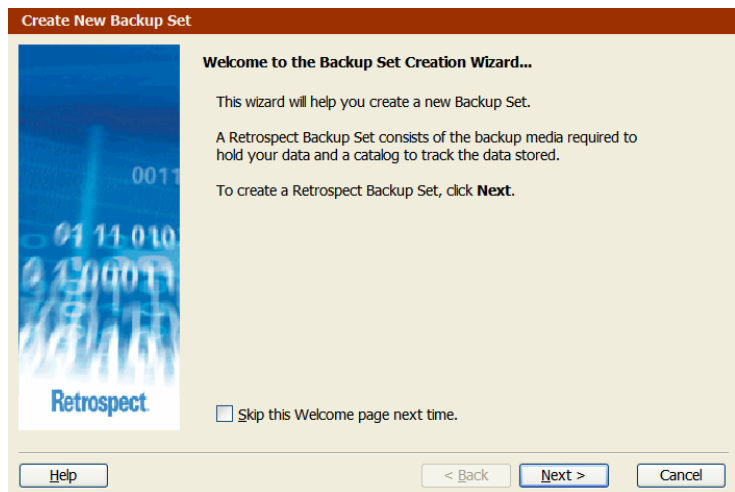 Create New Backup Set
Welcome to the Backup Set Creation Wizard...
This wizard will help you create a new Backup Set.
A Retrospect Backup Set consists of the backup media required to
hold your data and a catalog to track the data stored.
To create a Retrospect Backup Set, click Next.
0011
01 11 010
Retrospect.
Skip this Welcome page next time.
Help
< Back
Next >
Cancel